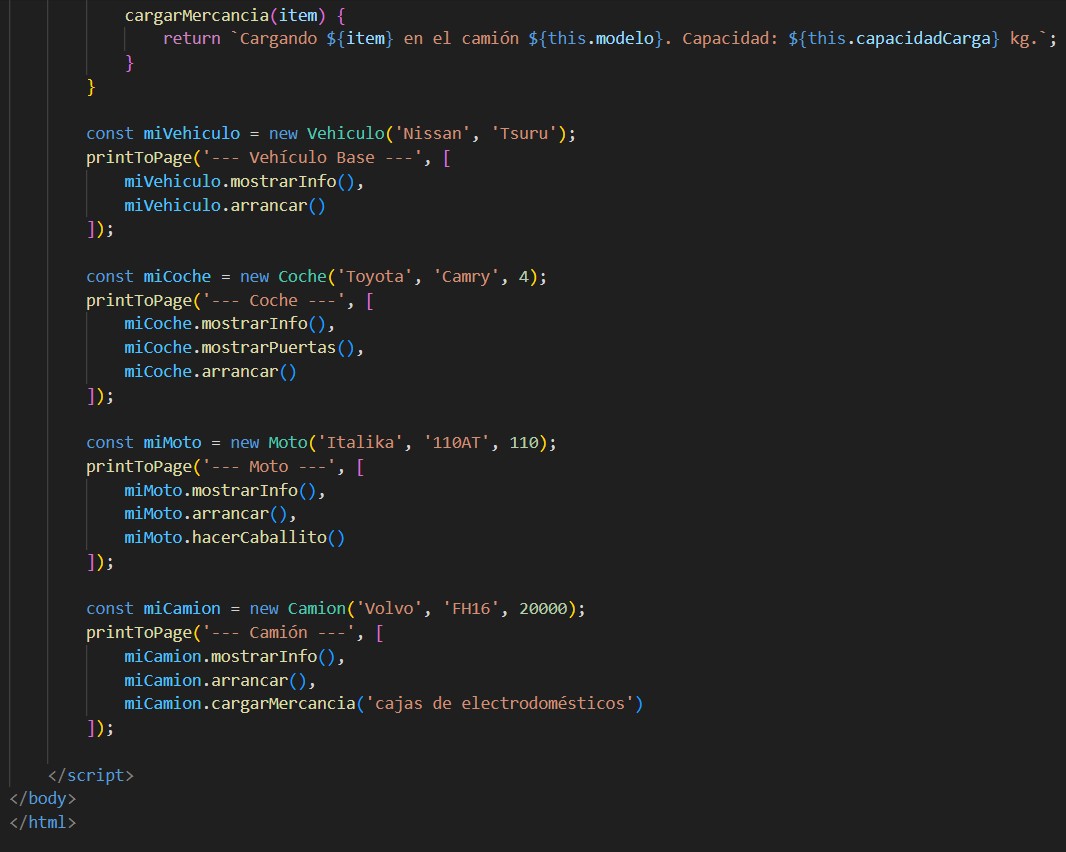 cargarMercancia(item) {
return `Cargando ${item} en el camión ${this.modelo}. Capacidad: ${this.capacidadCarga} kg.`;
}
}
const miVehiculo = new Vehiculo('Nissan', 'Tsuru');
printToPage('--- Vehículo Base ---', [
miVehiculo.mostrarInfo(),
miVehiculo.arrancar()
]);
const miCoche = new Coche('Toyota', 'Camry', 4);
printToPage('--- Coche ---', [
miCoche.mostrarInfo(),
miCoche.mostrarPuertas(),
miCoche.arrancar()
]);
const miMoto = new Moto('Italika', '110AT', 110);
printToPage('--- Moto ---', [
miMoto.mostrarInfo(),
miMoto.arrancar(),
miMoto.hacerCaballito()
]);
const miCamion = new Camion('Volvo', 'FH16', 20000);
printToPage('--- Camión ---', [
miCamion.mostrarInfo(),
miCamion.arrancar(),
miCamion.cargarMercancia('cajas de electrodomésticos')
]);
</script>
</body>
</html>